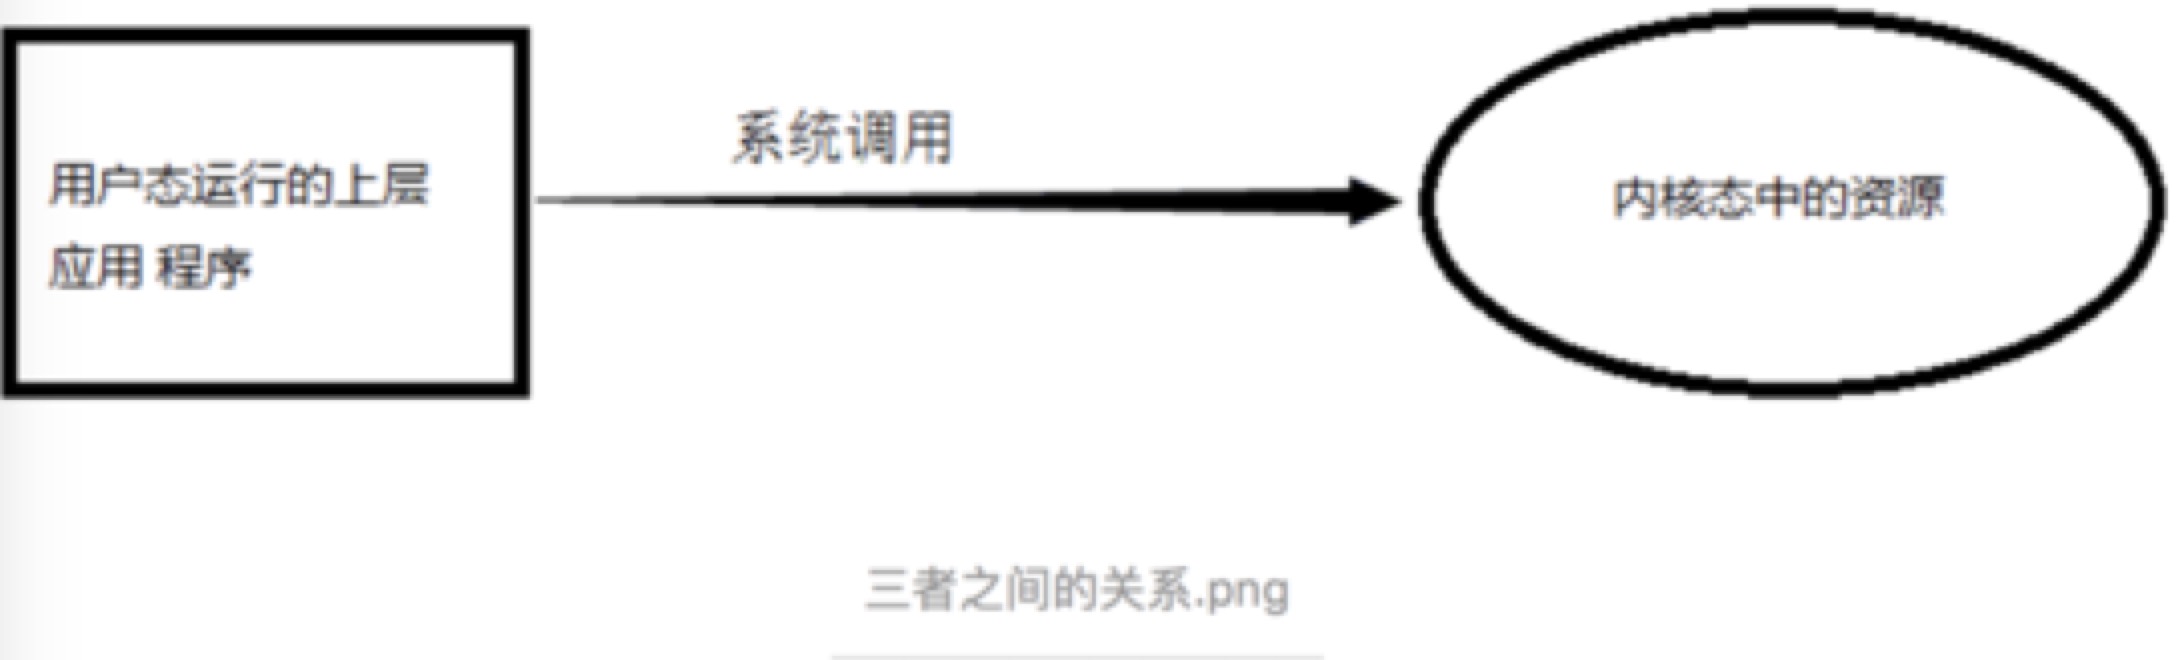 系统调用
用户态运行的上层
应用 程序
内核态中的资源
三者之间的关系.png